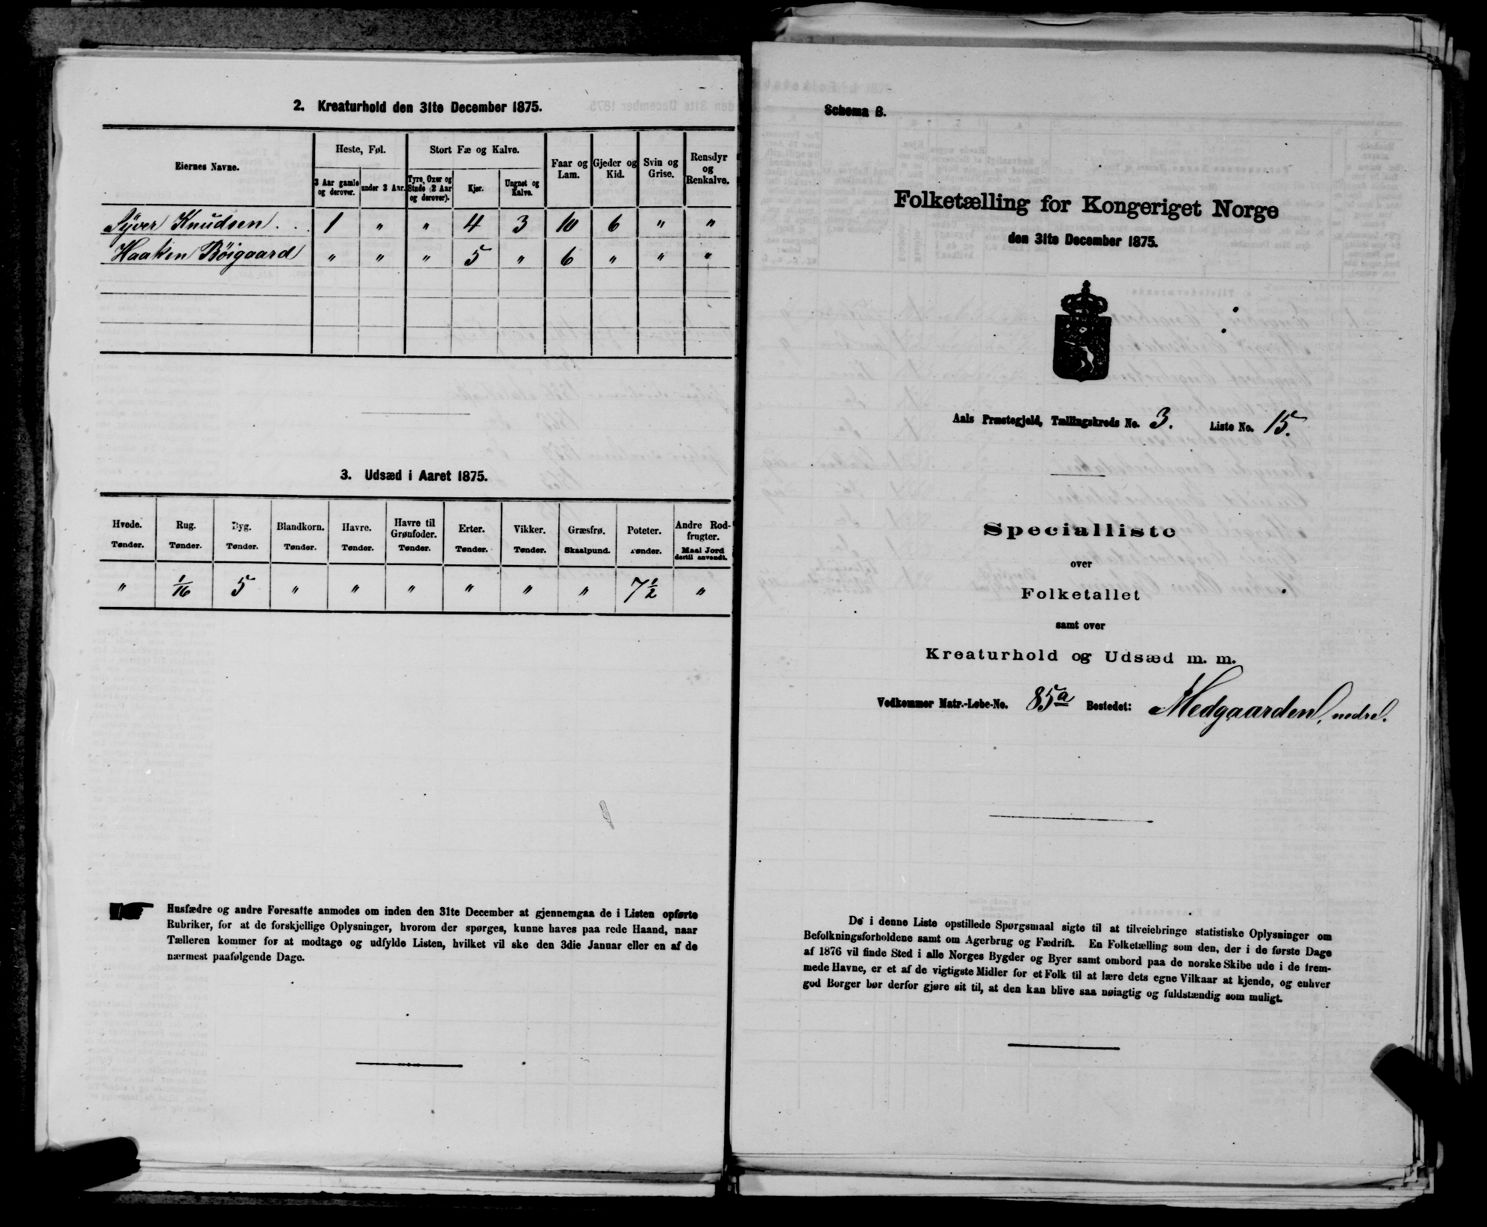 2. Kreaturhold den 31te December 1875.
Eiernes Navne. | Heste, Føl. | Stort Fæ og Kalve. | Faar og Lam. | Gjeder og Kid. | Svin og Grise. | Rensdyr og Renkalve.
3 Aar gamle og derover. | under 3 Aar. | Tyre, Oxer og Stude (2 Aar og derover). | Kjør. | Ungnøt og Kalve.
Syver Knudsen . . | 1 | " | " | 4 | 3 | 10 | 6 | " | "
Haaken Røigaard | " | " | " | 5 | " | 6 | " | " | "
3. Udsæd i Aaret 1875.
Hvede. | Rug. | Byg. | Blandkorn. | Havre. | Havre til Grønfoder. | Erter. | Vikker. | Græsfrø. | Poteter. | Andre Rodfrugter.
Tønder. | Tønder. | Tønder. | Tønder. | Tønder. | Tønder. | Tønder. | Tønder. | Skaalpund. | Tønder. | Maal Jord dertil anvendt.
" | 1/16 | 5 | " | " | " | " | " | " | 7 1/2 | "
Husfædre og andre Foresatte anmodes om inden den 31te December at gjennemgaa de i Listen opførte
Rubriker, for at de forskjellige Oplysninger, hvorom der spørges, kunne haves paa rede Haand, naar
Tælleren kommer for at modtage og udfylde Listen, hvilket vil ske den 3die Januar eller en af de
nærmest paafølgende Dage.
Schema B.
Folketælling for Kongeriget Norge
den 31te December 1875.
Aals Præstegjeld, Tællingskreds No. 3. Liste No. 15.
Specialliste
over
Folketallet
samt over
Kreaturhold og Udsæd m. m.
Vedkommer Matr.-Løbe-No. 85a Bostedet: Medgaarden, nedre.
De i denne Liste opstillede Spørgsmaal sigte til at tilveiebringe statistiske Oplysninger om
Befolkningsforholdene samt om Agerbrug og Fædrift. En Folketælling som den, der i de første Dage
af 1876 vil finde Sted i alle Norges Bygder og Byer samt ombord paa de norske Skibe ude i de frem-
mede Havne, er et af de vigtigste Midler for et Folk til at lære dets egne Vilkaar at kjende, og enhver
god Borger bør derfor gjøre sit til, at den kan blive saa nøiagtig og fuldstændig som muligt.